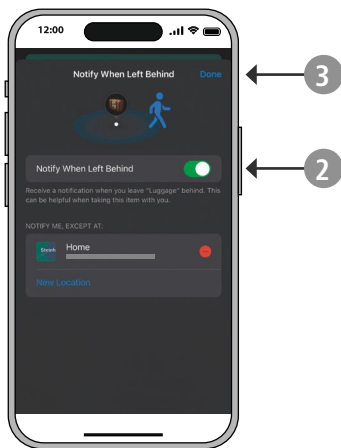 12:00
Notify When Left Behind Done
3
Notify When Left Behind
2
Receive a notification when you leave "Luggage" behind. This
can be helpful when taking this item with you.
NOTIFY ME, EXCEPT AT:
Home
New Location